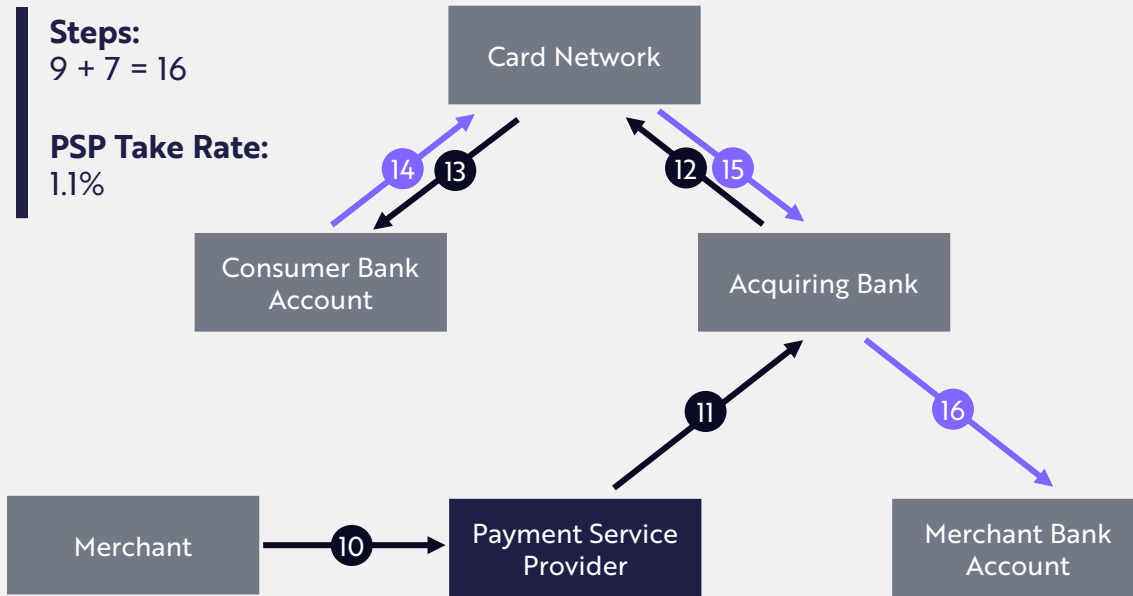 Steps:
9 + 7 = 16
PSP Take Rate:
1.1%
Card Network
14
13
12
15
Consumer Bank
Account
Acquiring Bank
11
16
Merchant
10
Payment Service
Provider
Merchant Bank
Account